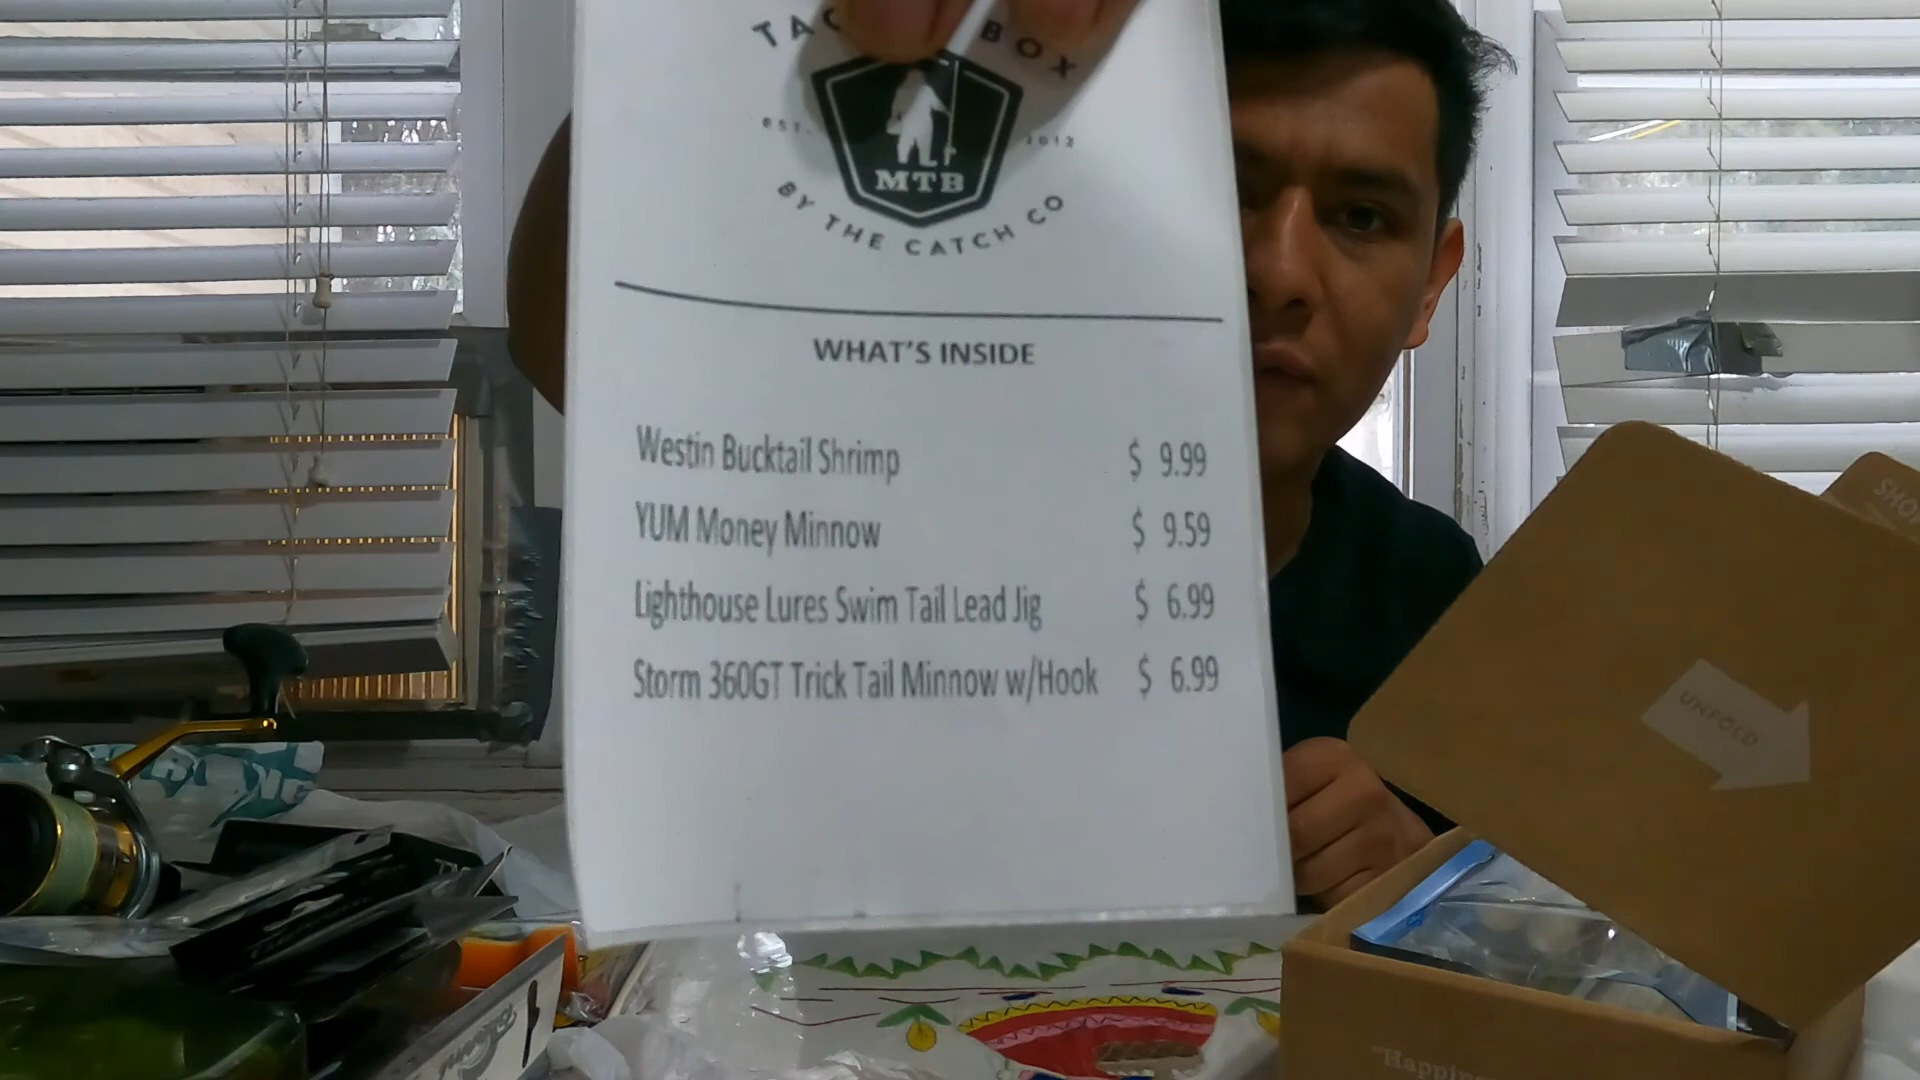 BOX
EST. 2012
MTB
BY THE CATCH CO
WHAT'S INSIDE
Westin Bucktail Shrimp $ 9.99
YUM Money Minnow $ 9.59
Lighthouse Lures Swim Tail Lead Jig $ 6.99
Storm 360GT Trick Tail Minnow w/Hook $ 6.99
UNFOLD